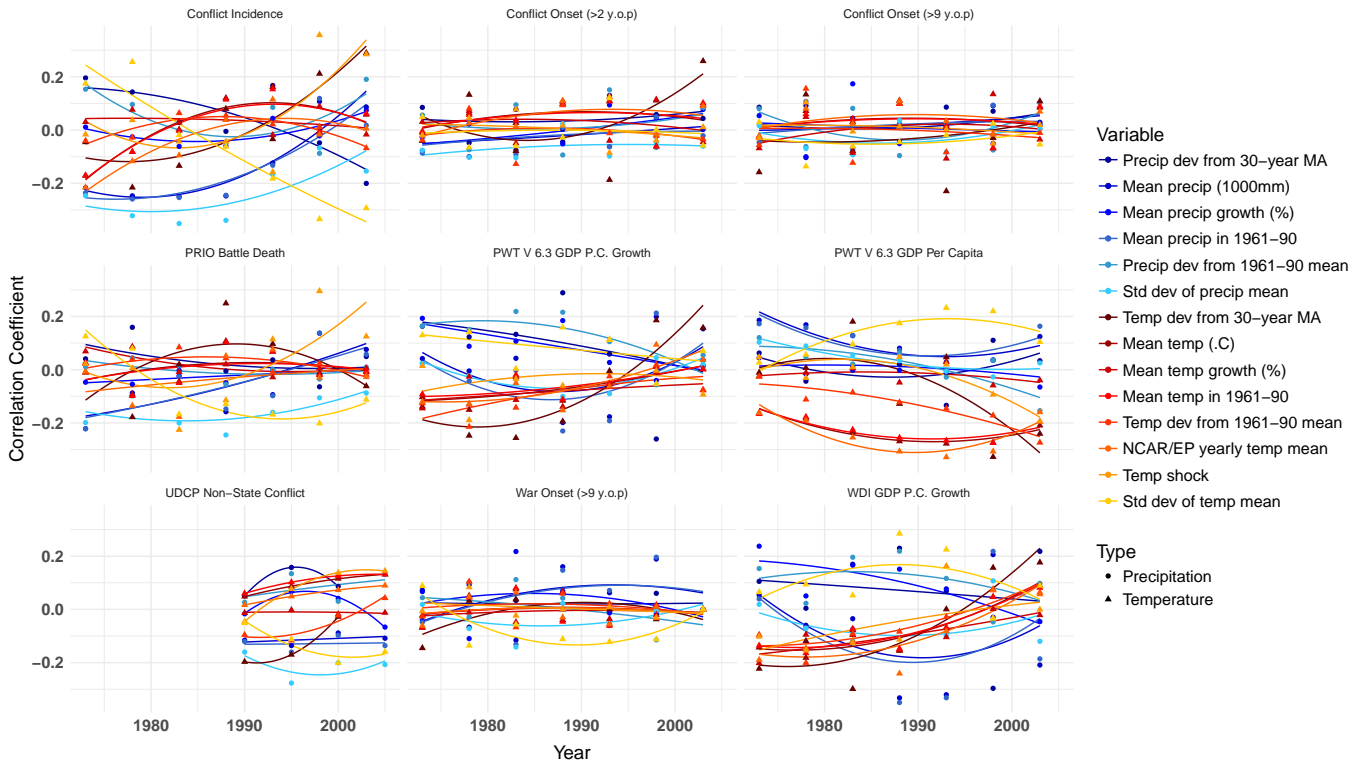 Conflict Incidence
Conflict Onset (>2 y.o.p)
Conflict Onset (>9 y.o.p)
0.2
0.0
−0.2
PRIO Battle Death
PWT V 6.3 GDP P.C. Growth
PWT V 6.3 GDP Per Capita
0.2
0.0
−0.2
UDCP Non−State Conflict
War Onset (>9 y.o.p)
WDI GDP P.C. Growth
0.2
0.0
−0.2
1980
1990
2000
1980
1990
2000
1980
1990
2000
Year
Correlation Coefficient
Variable
Precip dev from 30−year MA
Mean precip (1000mm)
Mean precip growth (%)
Mean precip in 1961−90
Precip dev from 1961−90 mean
Std dev of precip mean
Temp dev from 30−year MA
Mean temp (.C)
Mean temp growth (%)
Mean temp in 1961−90
Temp dev from 1961−90 mean
NCAR/EP yearly temp mean
Temp shock
Std dev of temp mean
Type
Precipitation
Temperature